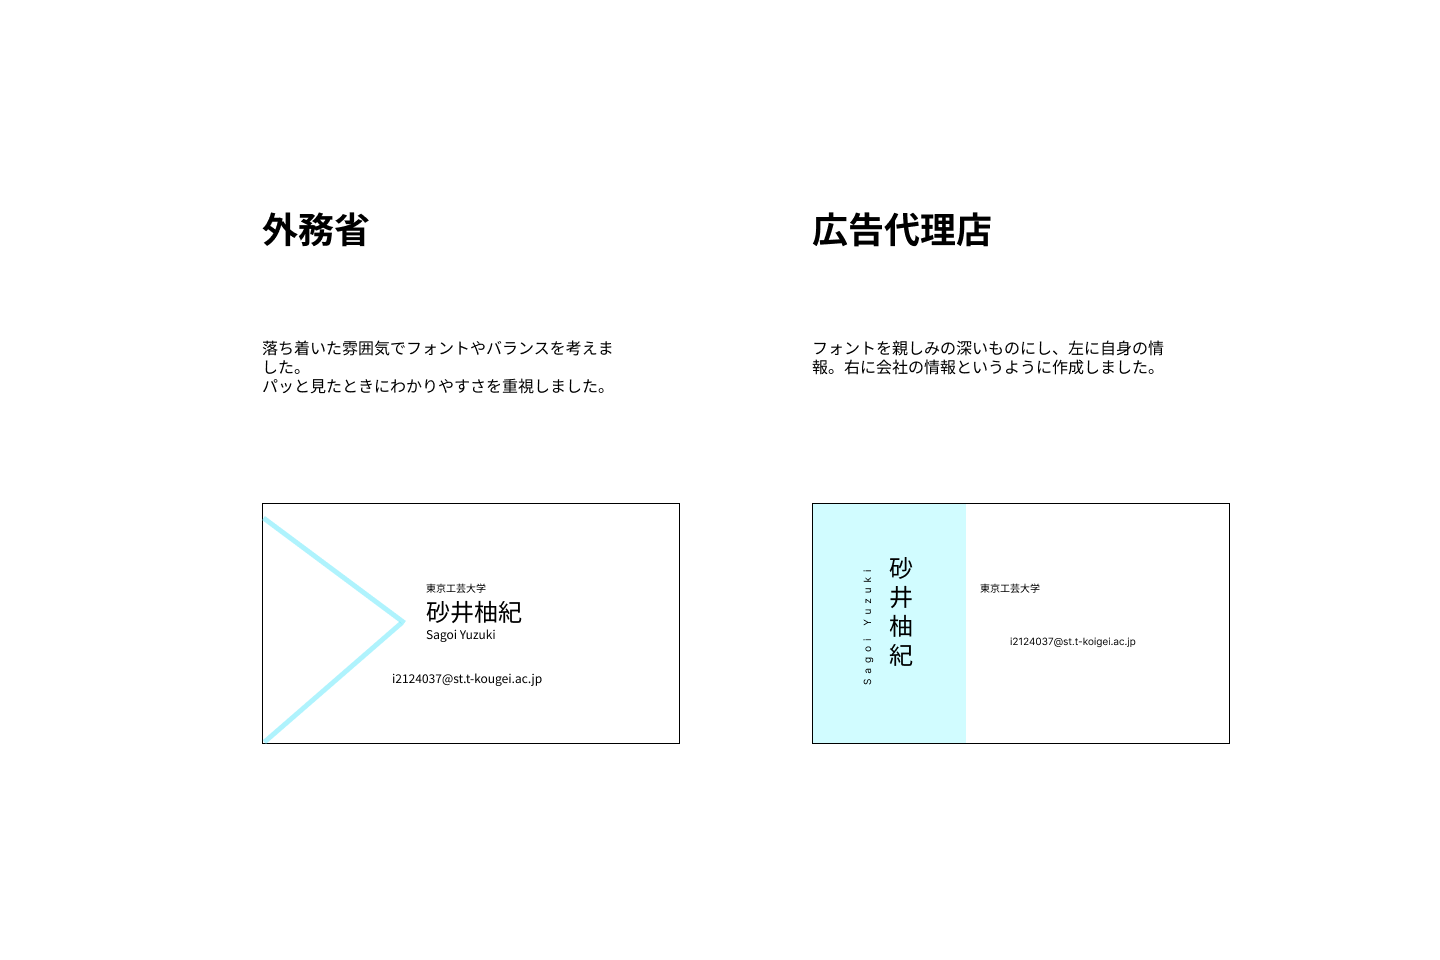 外務省
落ち着いた雰囲気でフォントやバランスを考えま
した。
パッと見たときにわかりやすさを重視しました。
東京工芸大学
砂井柚紀
Sagoi Yuzuki
i2124037@st.t-kougei.ac.jp
広告代理店
フォントを親しみの深いものにし、左に自身の情
報。右に会社の情報というように作成しました。
砂井柚紀
Sagoi Yuzuki
東京工芸大学
i2124037@st.t-koigei.ac.jp